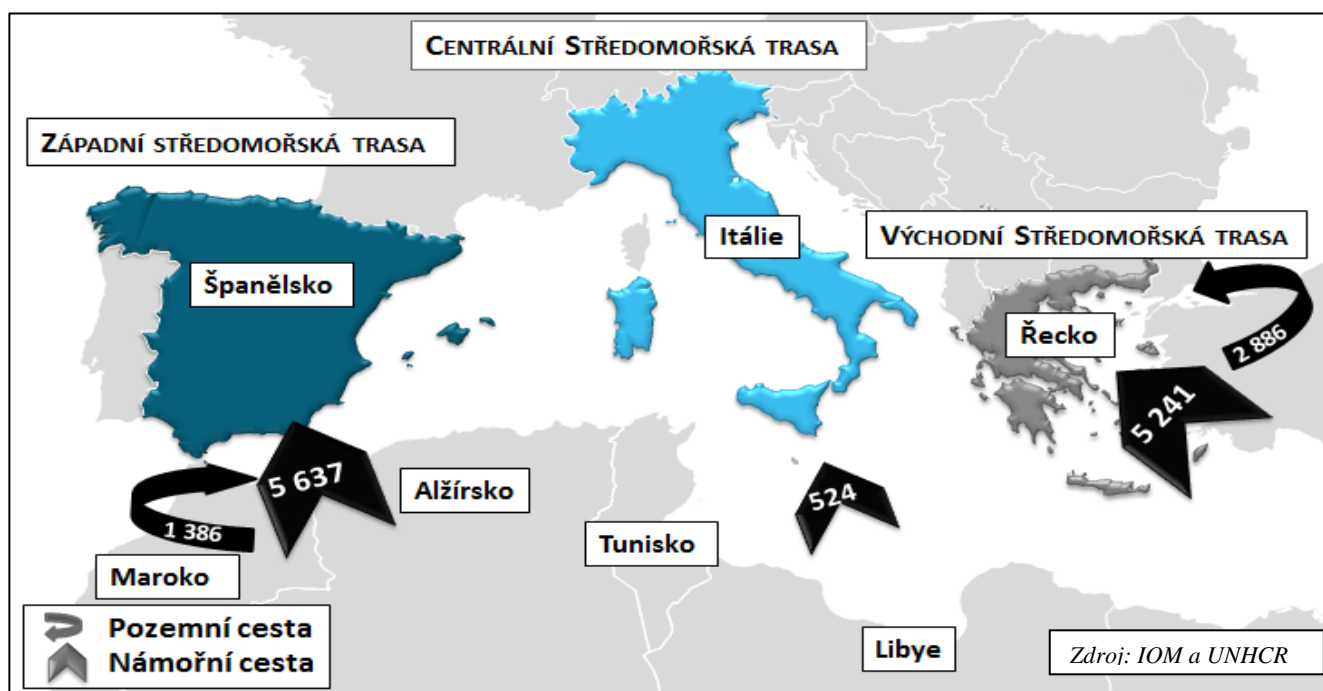 CENTRÁLNÍ STŘEDOMOŘSKÁ TRASA
ZÁPADNÍ STŘEDOMOŘSKÁ TRASA
VÝCHODNÍ STŘEDOMOŘSKÁ TRASA
Itálie
Španělsko
Řecko
2 886
5 241
5 637
Alžírsko
524
1 386
Tunisko
Maroko
Pozemní cesta
Námořní cesta
Libye
Zdroj: IOM a UNHCR